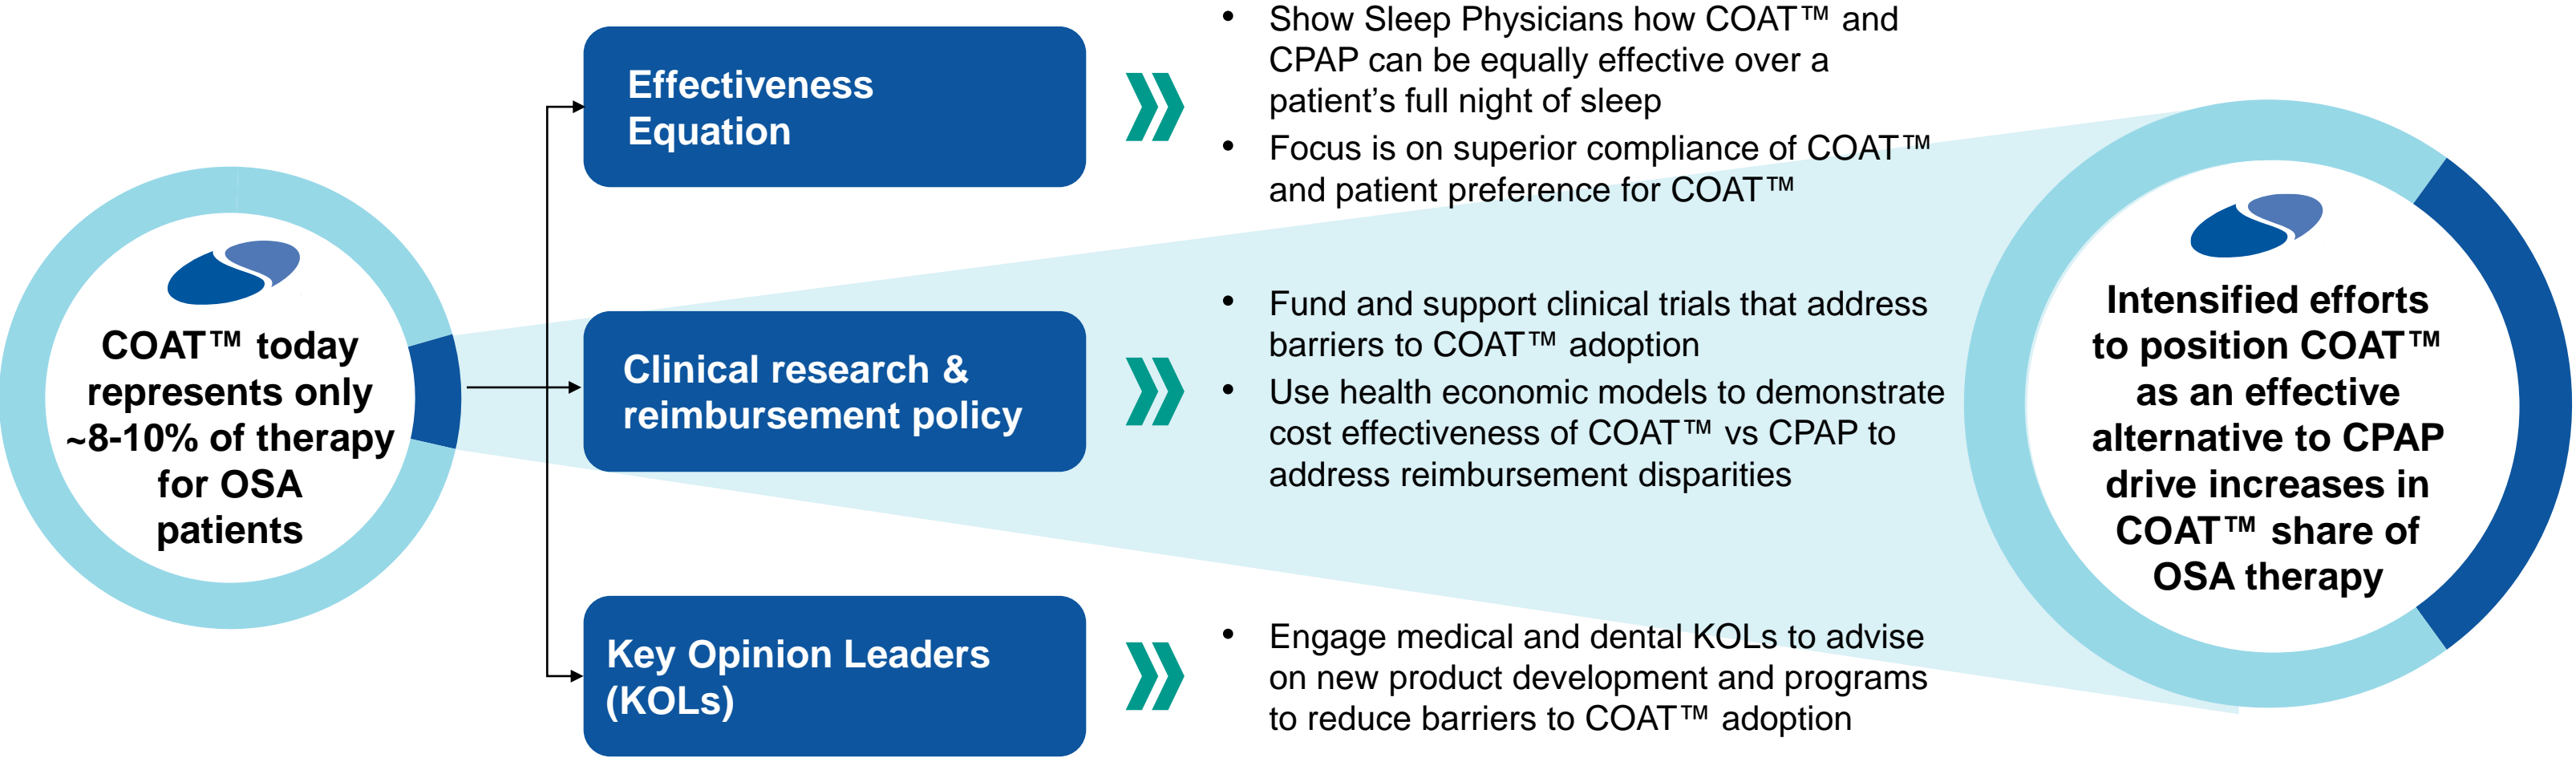 COAT™ today
represents only
~8-10% of therapy
for OSA
patients
Effectiveness
Equation
• Show Sleep Physicians how COAT™ and
CPAP can be equally effective over a
patient’s full night of sleep
• Focus is on superior compliance of COAT™
and patient preference for COAT™
Clinical research &
reimbursement policy
• Fund and support clinical trials that address
barriers to COAT™ adoption
• Use health economic models to demonstrate
cost effectiveness of COAT™ vs CPAP to
address reimbursement disparities
Key Opinion Leaders
(KOLs)
• Engage medical and dental KOLs to advise
on new product development and programs
to reduce barriers to COAT™ adoption
Intensified efforts
to position COAT™
as an effective
alternative to CPAP
drive increases in
COAT™ share of
OSA therapy